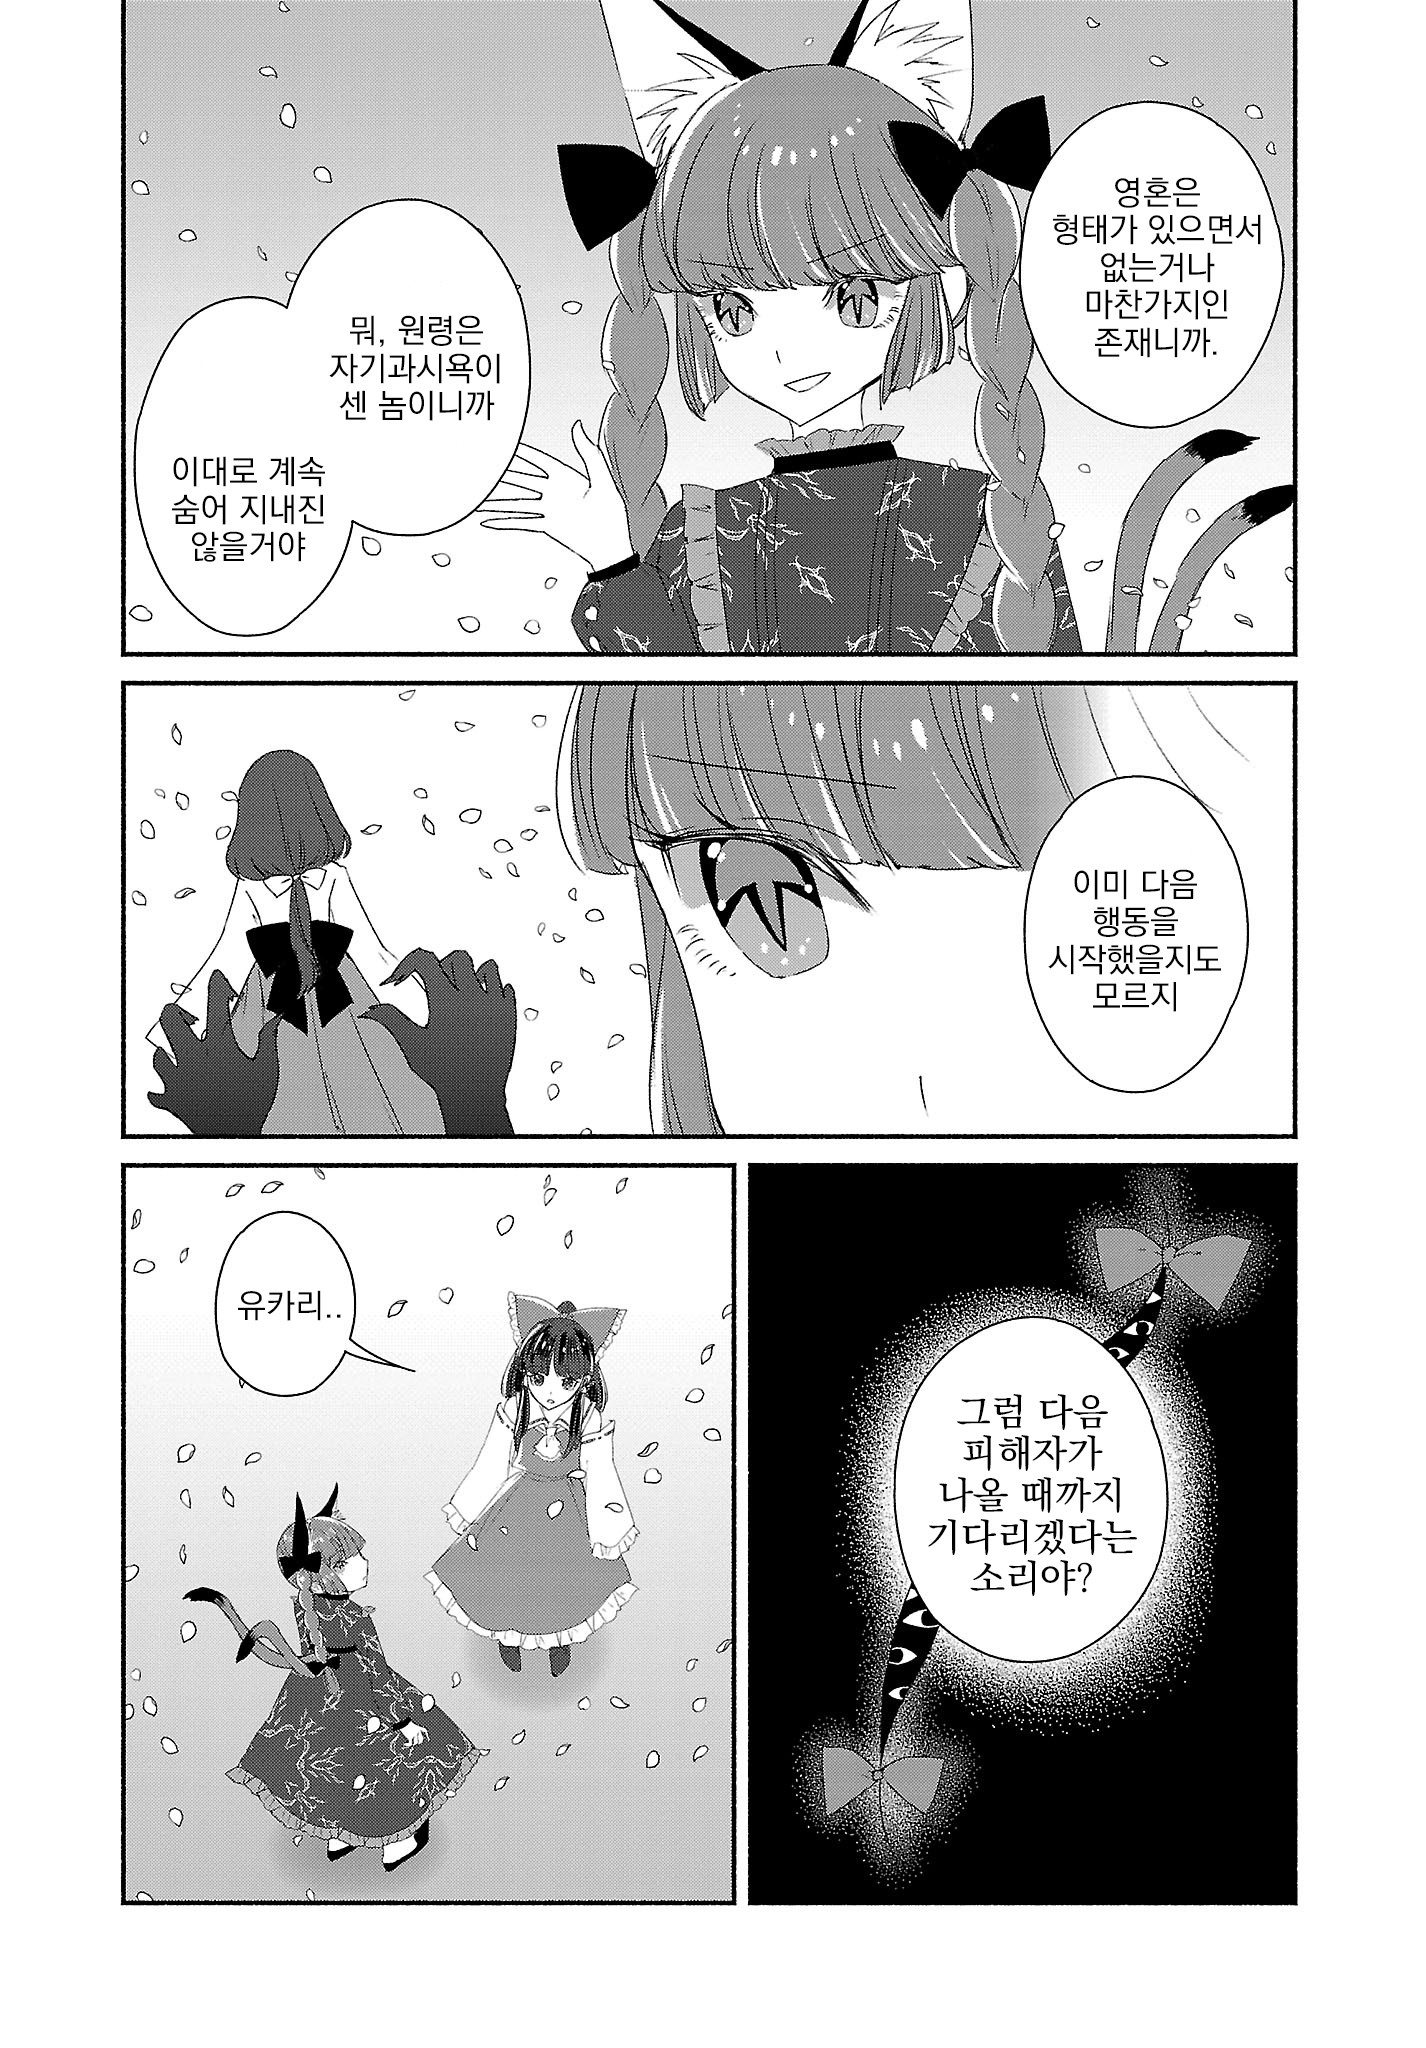 영혼은
형태가 있으면서
없는거나
마찬가지인
존재니까.
뭐, 원령은
자기과시욕이
센 놈이니까
이대로 계속
숨어 지내진
않을거야
이미 다음
행동을
시작했을지도
모르지
그럼 다음
피해자가
나올 때까지
기다리겠다는
소리야?
유카리..